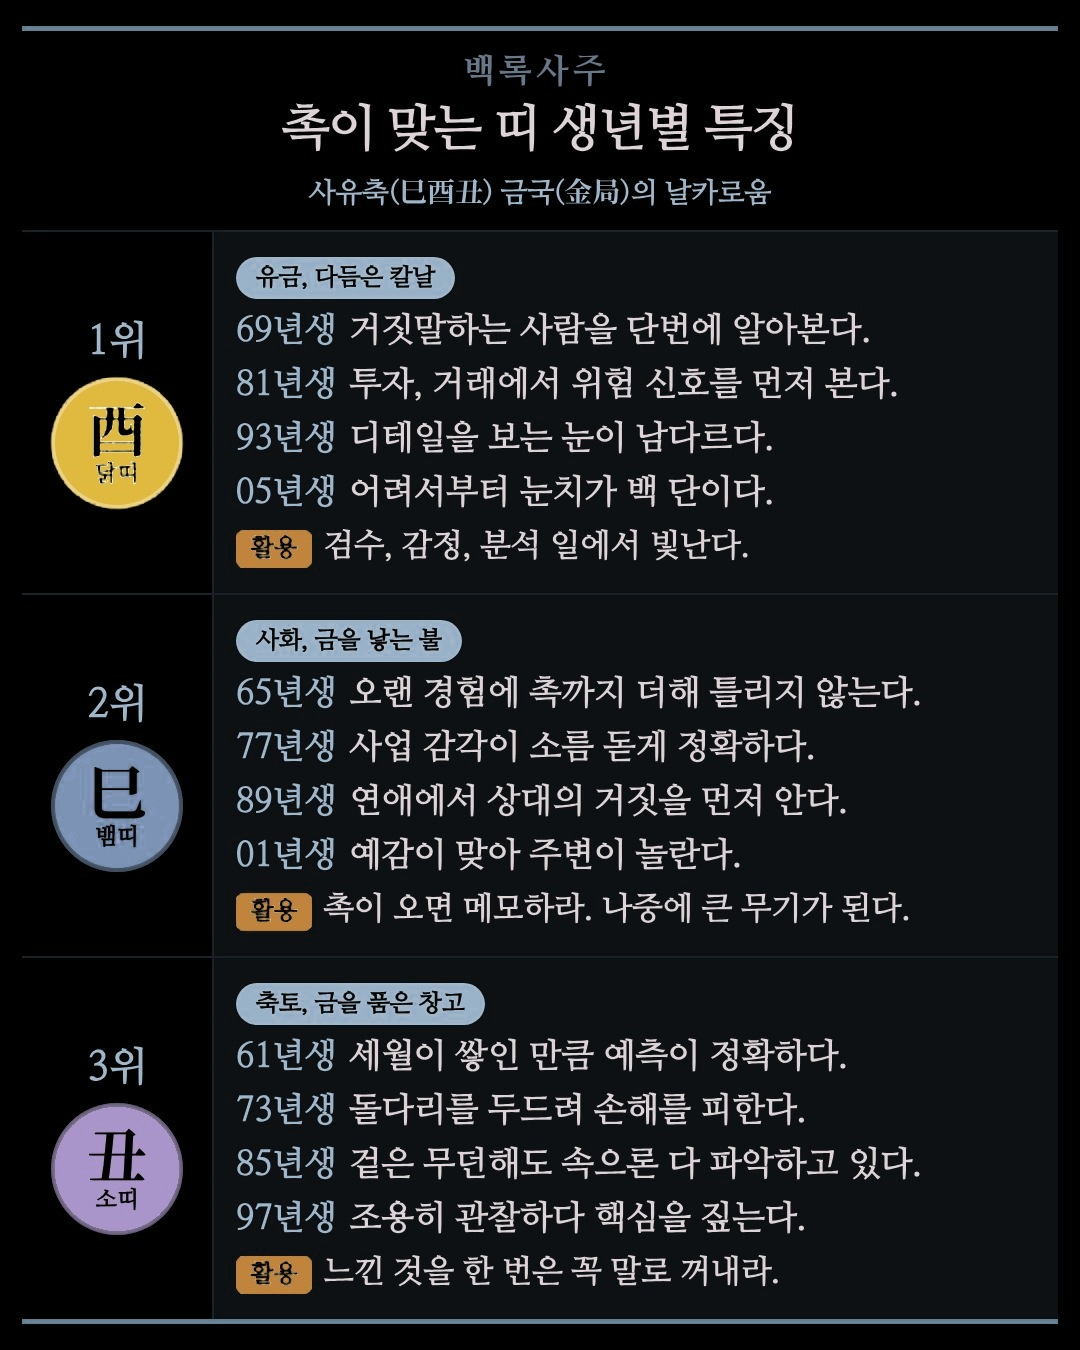 백록사주
촉이 맞는 띠 생년별 특징
사유축(巳酉丑) 금국(金局)의 날카로움
1위
酉
닭띠
유금, 다듬은 칼날
69년생 거짓말하는 사람을 단번에 알아본다.
81년생 투자, 거래에서 위험 신호를 먼저 본다.
93년생 디테일을 보는 눈이 남다르다.
05년생 어려서부터 눈치가 백 단이다.
활용 검수, 감정, 분석 일에서 빛난다.
2위
巳
뱀띠
사화, 금을 낳는 불
65년생 오랜 경험에 촉까지 더해 틀리지 않는다.
77년생 사업 감각이 소름 돋게 정확하다.
89년생 연애에서 상대의 거짓을 먼저 안다.
01년생 예감이 맞아 주변이 놀란다.
활용 촉이 오면 메모하라. 나중에 큰 무기가 된다.
3위
丑
소띠
축토, 금을 품은 창고
61년생 세월이 쌓인 만큼 예측이 정확하다.
73년생 돌다리를 두드려 손해를 피한다.
85년생 겉은 무던해도 속으론 다 파악하고 있다.
97년생 조용히 관찰하다 핵심을 짚는다.
활용 느낀 것을 한 번은 꼭 말로 꺼내라.